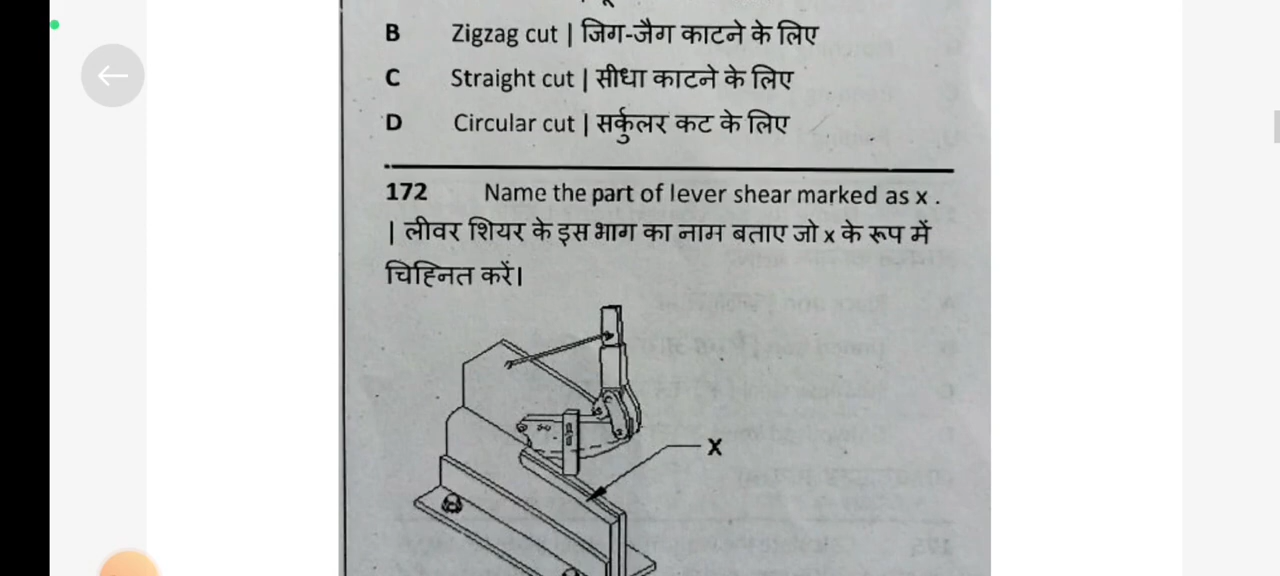 B Zigzag cut | जिग-जैग काटने के लिए
C Straight cut | सीधा काटने के लिए
D Circular cut | सर्कुलर कट के लिए
172 Name the part of lever shear marked as x .
| लीवर शियर के इस भाग का नाम बताए जो x के रूप में
चिह्नित करें।
X